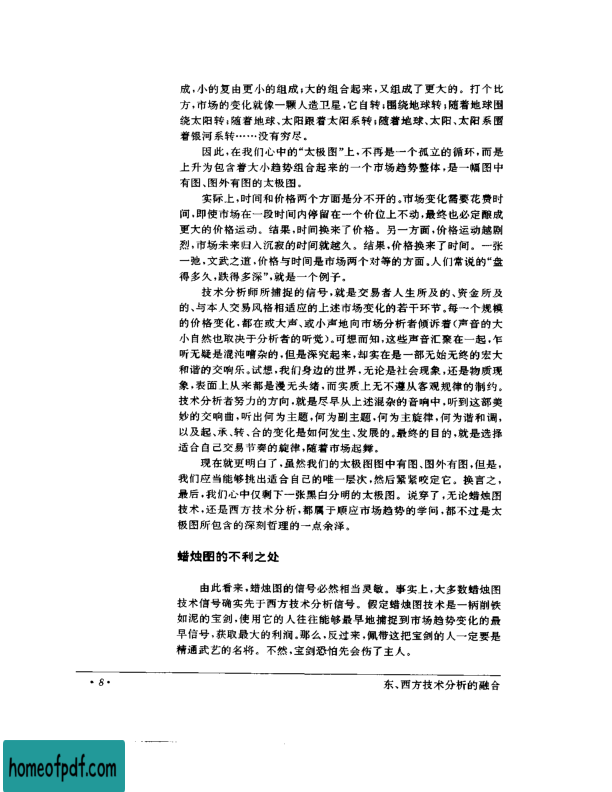 成,小的复由更小的组成;大的组合起来,又组成了更大的。打个比
方,市场的变化就像一颗人造卫星,它自转;围绕地球转;随着地球围
绕太阳转;随着地球、太阳跟着太阳系转;随着地球、太阳、太阳系围
着银河系转……没有穷尽。
因此,在我们心中的“太极图”上,不再是一个孤立的循环,而是
上升为包含着大小趋势组合起来的一个市场趋势整体,是一幅图中
有图、图外有图的太极图。
实际上,时间和价格两个方面是分不开的。市场变化需要花费时
间,即使市场在一段时间内停留在一个价位上不动,最终也必定酿成
更大的价格运动。结果,时间换来了价格。另一方面,价格运动越剧
烈,市场未来归入沉寂的时间就越久。结果,价格换来了时间。一张
一弛,文武之道,价格与时间是市场两个对等的方面。人们常说的“盘
得多久,跌得多深”,就是一个例子。
技术分析师所捕捉的信号,就是交易者人生所及的、资金所及
的、与本人交易风格相适应的上述市场变化的若干环节。每一个规模
的价格变化,都在或大声、或小声地向市场分析者倾诉着(声音的大
小自然也取决于分析者的听觉)。可想而知,这些声音汇聚在一起,乍
听无疑是混沌嘈杂的,但是深究起来,却实在是一部无始无终的宏大
和谐的交响乐。试想,我们身边的世界,无论是社会现象,还是物质现
象,表面上从来都是漫无头绪,而实质上无不遵从客观规律的制约。
技术分析者努力的方向,就是尽早从上述混杂的音响中,听到这部美
妙的交响曲,听出何为主题,何为副主题,何为主旋律,何为谐和调,
以及起、承、转、合的变化是如何发生、发展的。最终的目的,就是选择
适合自己交易节奏的旋律,随着市场起舞。
现在就更明白了,虽然我们的太极图图中有图、图外有图,但是,
我们应当能够挑出适合自己的唯一层次,然后紧紧咬定它。换言之,
最后,我们心中仅剩下一张黑白分明的太极图。说穿了,无论蜡烛图
技术,还是西方技术分析,都属于顺应市场趋势的学问,都不过是太
极图所包含的深刻哲理的一点余泽。
蜡烛图的不利之处
由此看来,蜡烛图的信号必然相当灵敏。事实上,大多数蜡烛图
技术信号确实先于西方技术分析信号。假定蜡烛图技术是一柄削铁
如泥的宝剑,使用它的人往往能够最早地捕捉到市场趋势变化的最
早信号,获取最大的利润。那么,反过来,佩带这把宝剑的人一定要是
精通武艺的名将。不然,宝剑恐怕先会伤了主人。
·8·
东、西方技术分析的融合
homeofpdf.com